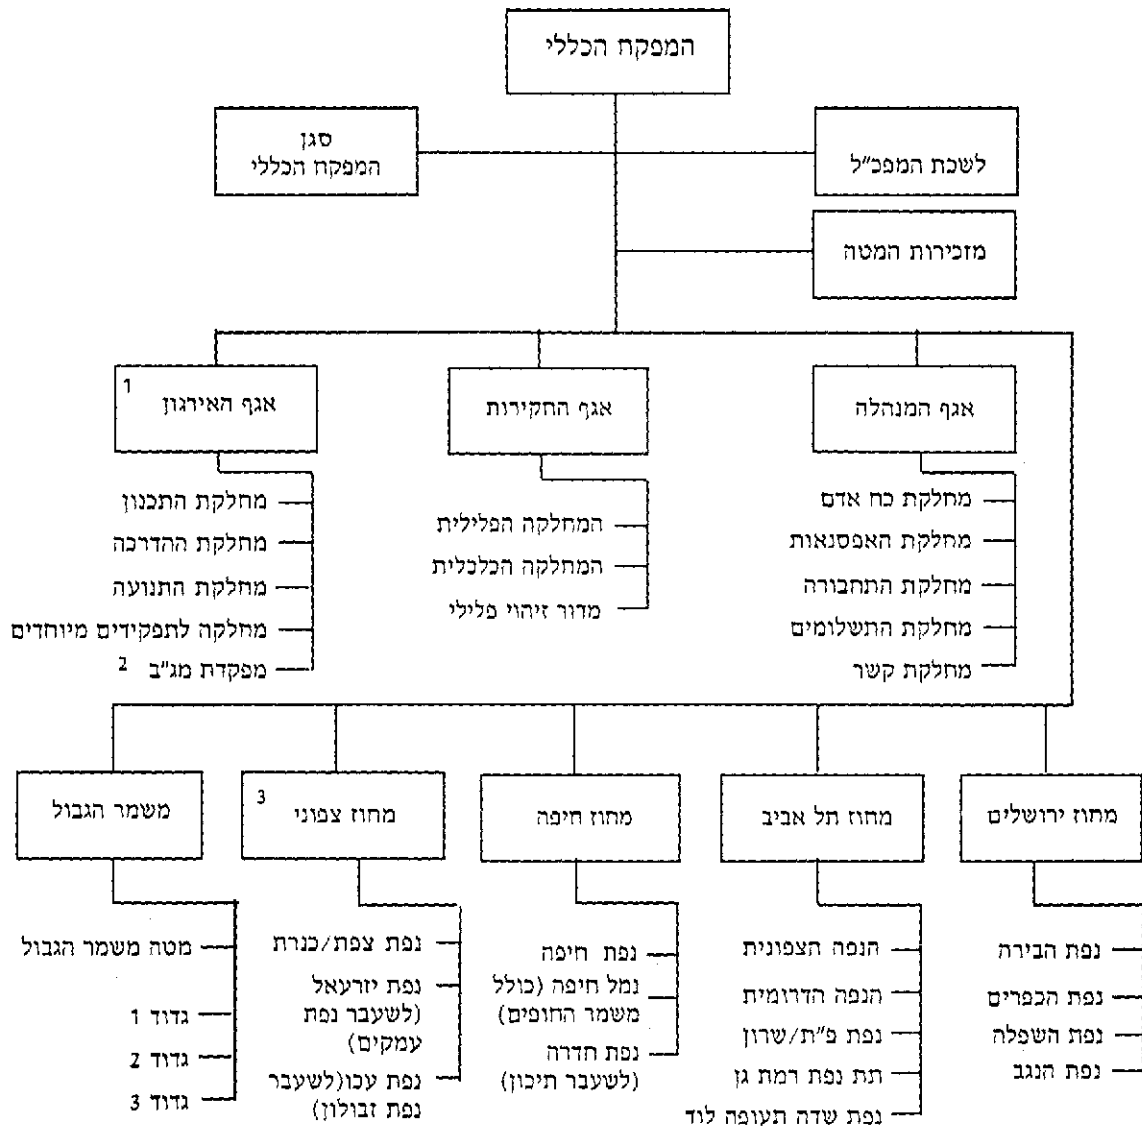 המפקח הכללי
סגן
המפקח הכללי
לשכת המפכ"ל
מזכירות המטה
אגף המנהלה
מחלקת כח אדם
מחלקת האפסנאות
מחלקת התחבורה
מחלקת התשלומים
מחלקת קשר
אגף החקירות
המחלקה הפלילית
המחלקה הכלכלית
מדור זיהוי פלילי
1
אגף האירגון
מחלקת התכנון
מחלקת ההדרכה
מחלקת התנועה
מחלקה לתפקידים מיוחדים
מפקדת מג"ב 2
מחוז ירושלים
נפת הבירה
נפת הכפרים
נפת השפלה
נפת הנגב
מחוז תל אביב
הנפה הצפונית
הנפה הדרומית
נפת פ"ת/שרון
תת נפת רמת גן
נפת שדה תעופה לוד
מחוז חיפה
נפת חיפה
נמל חיפה (כולל
משמר החופים)
נפת חדרה
(לשעבר תיכון)
3
מחוז צפוני
נפת צפת/כנרת
נפת יזרעאל
(לשעבר נפת
עמקים)
נפת עכו(לשעבר
נפת זבולון)
משמר הגבול
מטה משמר הגבול
גדוד 1
גדוד 2
גדוד 3